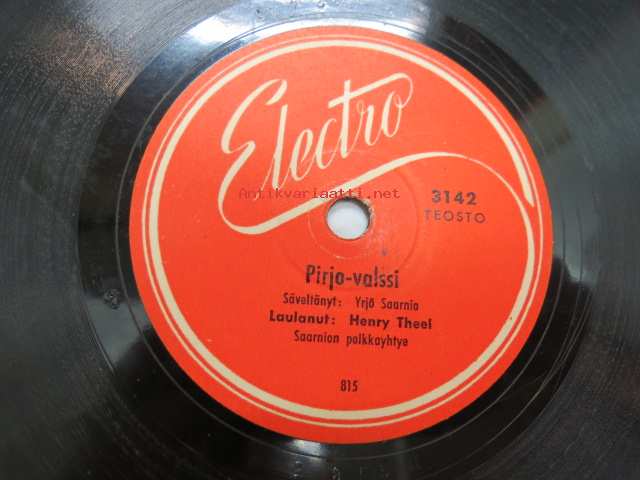 Electro
Antikvariaatti.net
3142
TEOSTO
Pirjo-valssi
Säveltänyt: Yrjö Saarnio
Laulanut: Henry Theel
Saarnion polkkayhtye
815